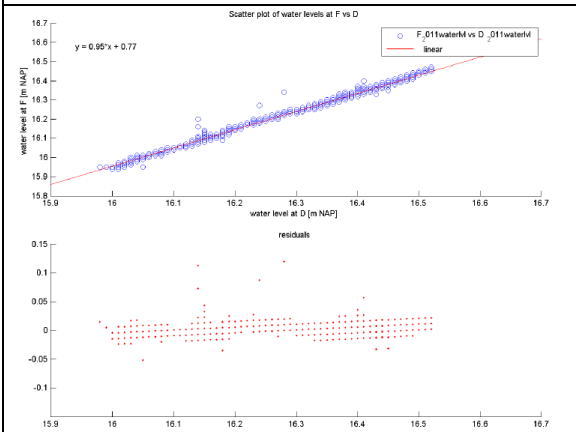 Scatter plot of water levels at F vs D
16.7
16.6
16.5
16.4
16.3
16.2
16.1
16
15.9
15.8
water level at F [m NAP]
y = 0.95*x + 0.77
F_2011waterlvl vs D_2011waterlvl
linear
15.9 16 16.1 16.2 16.3 16.4 16.5 16.6 16.7
water level at D [m NAP]
residuals
0.15
0.1
0.05
0
-0.05
-0.1
15.9 16 16.1 16.2 16.3 16.4 16.5 16.6 16.7